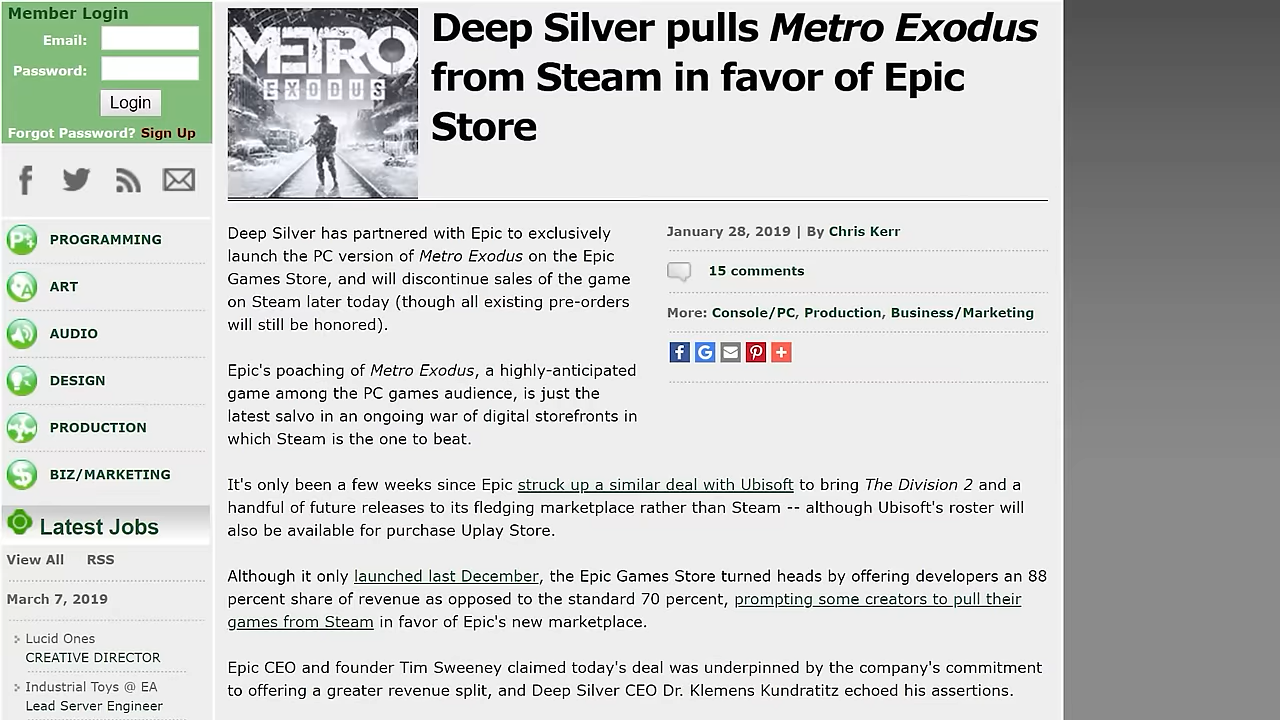 Member Login
Email:
Password:
Login
Forgot Password? Sign Up
PROGRAMMING
ART
AUDIO
DESIGN
PRODUCTION
BIZ/MARKETING
Latest Jobs
View All RSS
March 7, 2019
Lucid Ones
CREATIVE DIRECTOR
Industrial Toys @ EA
Lead Server Engineer
METRO
EXODUS
Deep Silver pulls Metro Exodus
from Steam in favor of Epic
Store
Deep Silver has partnered with Epic to exclusively
launch the PC version of Metro Exodus on the Epic
Games Store, and will discontinue sales of the game
on Steam later today (though all existing pre-orders
will still be honored).
January 28, 2019 | By Chris Kerr
15 comments
More: Console/PC, Production, Business/Marketing
Epic's poaching of Metro Exodus, a highly-anticipated
game among the PC games audience, is just the
latest salvo in an ongoing war of digital storefronts in
which Steam is the one to beat.
It's only been a few weeks since Epic struck up a similar deal with Ubisoft to bring The Division 2 and a
handful of future releases to its fledging marketplace rather than Steam -- although Ubisoft's roster will
also be available for purchase Uplay Store.
Although it only launched last December, the Epic Games Store turned heads by offering developers an 88
percent share of revenue as opposed to the standard 70 percent, prompting some creators to pull their
games from Steam in favor of Epic's new marketplace.
Epic CEO and founder Tim Sweeney claimed today's deal was underpinned by the company's commitment
to offering a greater revenue split, and Deep Silver CEO Dr. Klemens Kundratitz echoed his assertions.